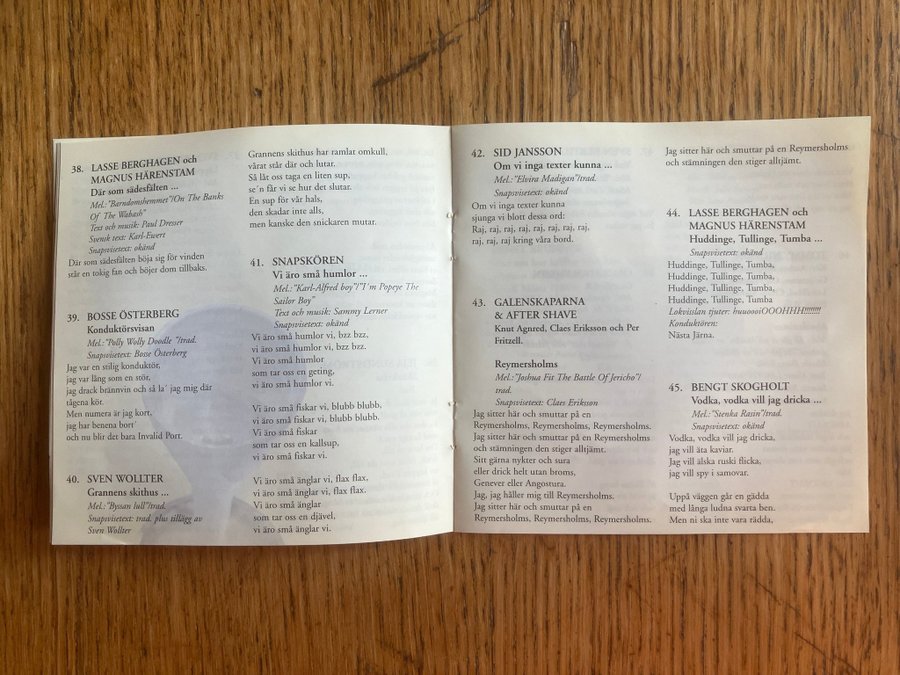 38. LASSE BERGHAGEN och
MAGNUS HÄRENSTAM
Där som sädesfälten ...
Mel.: "Barndomshemmet"/On The Banks
Of The Wabash"
Text och musik: Paul Dresser
Svensk text: Karl-Ewert
Snapsvisetext: okänd
Där som sädesfälten böja sig för vinden
står en tokig fan och böjer dom tillbaks.
39. BOSSE ÖSTERBERG
Konduktörsvisan
Mel.: "Polly Wolly Doodle "/trad.
Snapsvisetext: Bosse Österberg
Jag var en stilig konduktör,
jag var lång som en stör,
jag drack brännvin och så la´ jag mig där
tågena kör.
Men numera är jag kort,
jag har benena bort´
och nu blir det bara Invalid Porr.
40. SVEN WOLLTER
Grannens skithus ...
Mel.: "Byssan lull"/trad.
Snapsvisetext: trad. plus tillägg av
Sven Wollter
Grannens skithus har ramlat omkull,
vårat står där och lutar.
Så låt oss taga en liten sup,
se´n får vi se hur det slutar.
En sup för vår hals,
den skadar inte alls,
men kanske den snickaren mutar.
41. SNAPSKÖREN
Vi äro små humlor ...
Mel.: "Karl-Alfred boy"/"I´m Popeye The
Sailor Boy"
Text och musik: Sammy Lerner
Snapsvisetext: okänd
Vi äro små humlor vi, bzz bzz,
vi äro små humlor vi, bzz bzz.
Vi äro små humlor
som tar oss en geting,
vi äro små humlor vi.
Vi äro små fiskar vi, blubb blubb,
vi äro små fiskar vi, blubb blubb.
Vi äro små fiskar
som tar oss en kallsup,
vi äro små fiskar vi.
Vi äro små änglar vi, flax flax,
vi äro små änglar vi, flax flax.
Vi äro små änglar
som tar oss en djävel,
vi äro små änglar vi.
42. SID JANSSON
Om vi inga texter kunna ...
Mel.: "Elvira Madigan"/trad.
Snapsvisetext: okänd
Om vi inga texter kunna
sjunga vi blott dessa ord:
Raj, raj, raj, raj, raj, raj, raj, raj,
raj, raj, raj kring våra bord.
43. GALENSKAPARNA
& AFTER SHAVE
Knut Agnred, Claes Eriksson och Per
Fritzell.
Reymersholms
Mel.: "Joshua Fit The Battle Of Jericho"/
trad.
Snapsvisetext: Claes Eriksson
Jag sitter här och smuttar på en
Reymersholms, Reymersholms, Reymersholms.
Jag sitter här och smuttar på en Reymersholms
och stämningen den stiger alltjämt.
Sitt gärna nykter och sura
eller drick helt utan broms,
Genever eller Angostura.
Jag, jag håller mig till Reymersholms.
Jag sitter här och smuttar på en
Reymersholms, Reymersholms, Reymersholms.
Jag sitter här och smuttar på en Reymersholms
och stämningen den stiger alltjämt.
44. LASSE BERGHAGEN och
MAGNUS HÄRENSTAM
Huddinge, Tullinge, Tumba ...
Snapsvisetext: okänd
Huddinge, Tullinge, Tumba,
Huddinge, Tullinge, Tumba,
Huddinge, Tullinge, Tumba,
Huddinge, Tullinge, Tumba
Lokvisslan tjuter: huuoooiOOOHHH!!!!!!!!
Konduktören:
Nästa Järna.
45. BENGT SKOGHOLT
Vodka, vodka vill jag dricka ...
Mel.: "Stenka Rasin"/trad.
Snapsvisetext: okänd
Vodka, vodka vill jag dricka,
jag vill äta kaviar.
Jag vill älska ruski flicka,
jag vill spy i samovar.
Uppå väggen går en gädda
med långa ludna svarta ben.
Men ni ska inte vara rädda,